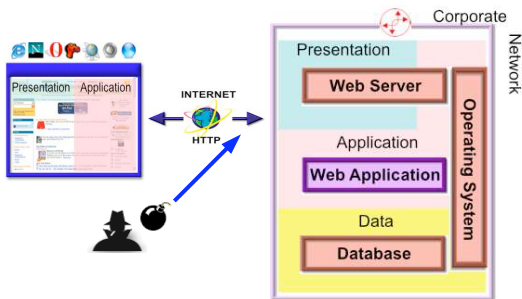 Corporate
Network
Presentation
Web Server
Operating System
Application
Web Application
Data
Database
Presentation Application
INTERNET
HTTP